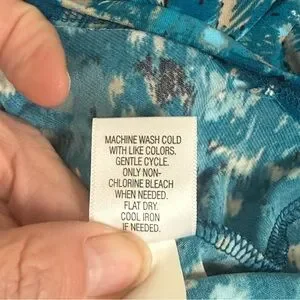 MACHINE WASH COLD
WITH LIKE COLORS.
GENTLE CYCLE.
ONLY NON-
CHLORINE BLEACH
WHEN NEEDED.
FLAT DRY.
COOL IRON
IF NEEDED.